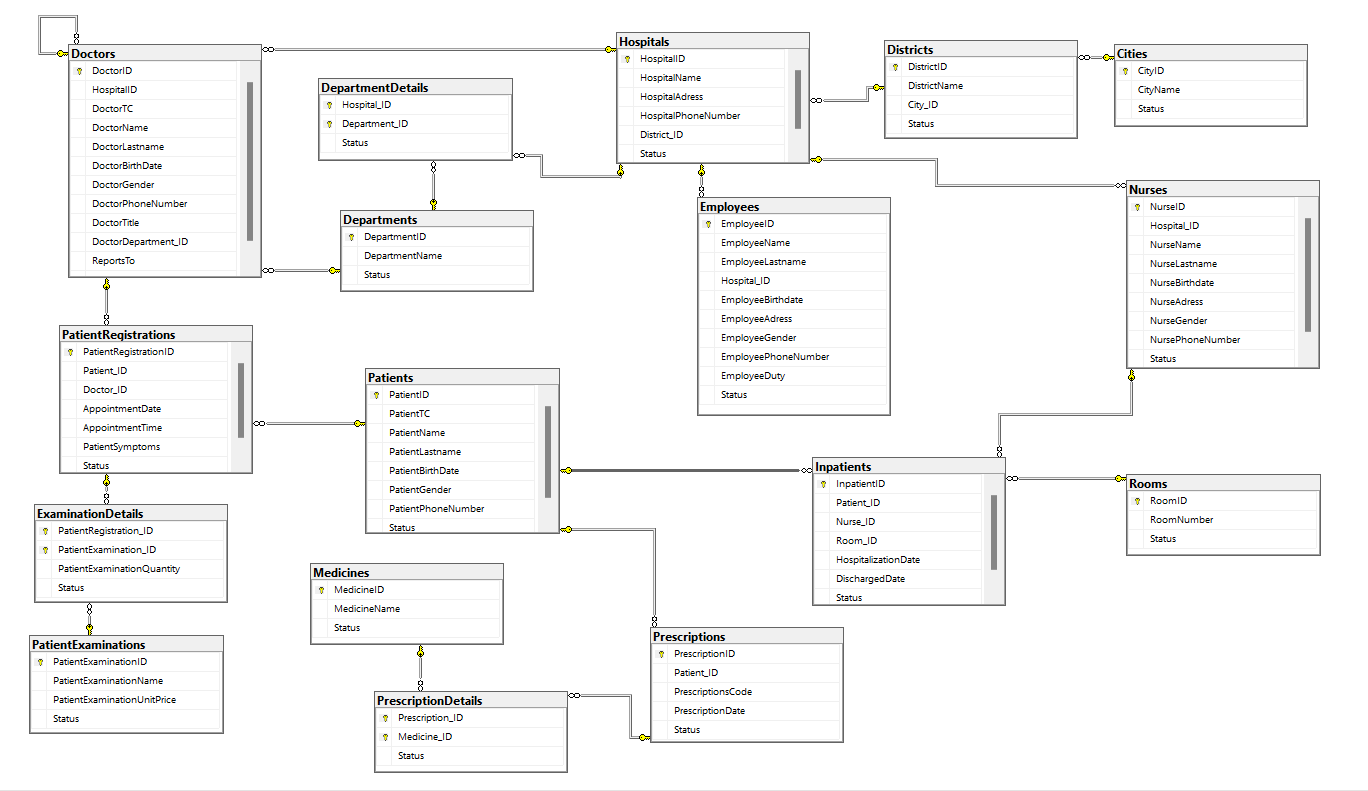 Doctors
DoctorID
HospitalID
DoctorTC
DoctorName
DoctorLastname
DoctorBirthDate
DoctorGender
DoctorPhoneNumber
DoctorTitle
DoctorDepartment_ID
ReportsTo
DepartmentDetails
Hospital_ID
Department_ID
Status
Departments
DepartmentID
DepartmentName
Status
Hospitals
HospitalID
HospitalName
HospitalAdress
HospitalPhoneNumber
District_ID
Status
Districts
DistrictID
DistrictName
City_ID
Status
Cities
CityID
CityName
Status
Employees
EmployeeID
EmployeeName
EmployeeLastname
Hospital_ID
EmployeeBirthdate
EmployeeAdress
EmployeeGender
EmployeePhoneNumber
EmployeeDuty
Status
Nurses
NurseID
Hospital_ID
NurseName
NurseLastname
NurseBirthdate
NurseAdress
NurseGender
NursePhoneNumber
Status
PatientRegistrations
PatientRegistrationID
Patient_ID
Doctor_ID
AppointmentDate
AppointmentTime
PatientSymptoms
Status
Patients
PatientID
PatientTC
PatientName
PatientLastname
PatientBirthDate
PatientGender
PatientPhoneNumber
Status
Inpatients
InpatientID
Patient_ID
Nurse_ID
Room_ID
HospitalizationDate
DischargedDate
Status
Rooms
RoomID
RoomNumber
Status
ExaminationDetails
PatientRegistration_ID
PatientExamination_ID
PatientExaminationQuantity
Status
PatientExaminations
PatientExaminationID
PatientExaminationName
PatientExaminationUnitPrice
Status
Medicines
MedicineID
MedicineName
Status
PrescriptionDetails
Prescription_ID
Medicine_ID
Status
Prescriptions
PrescriptionID
Patient_ID
PrescriptionsCode
PrescriptionDate
Status